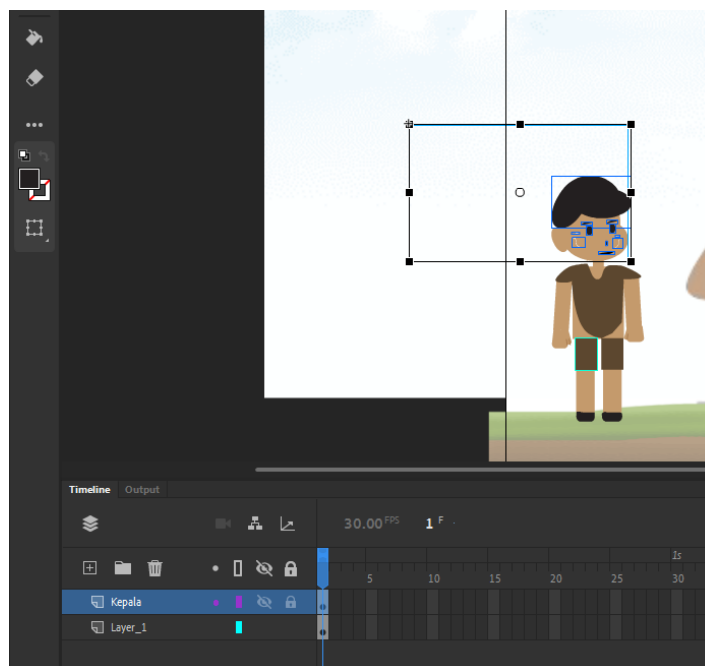 Timeline Output
30.00 FPS 1 F
1s
5 10 15 20 25 30
Kepala
Layer_1